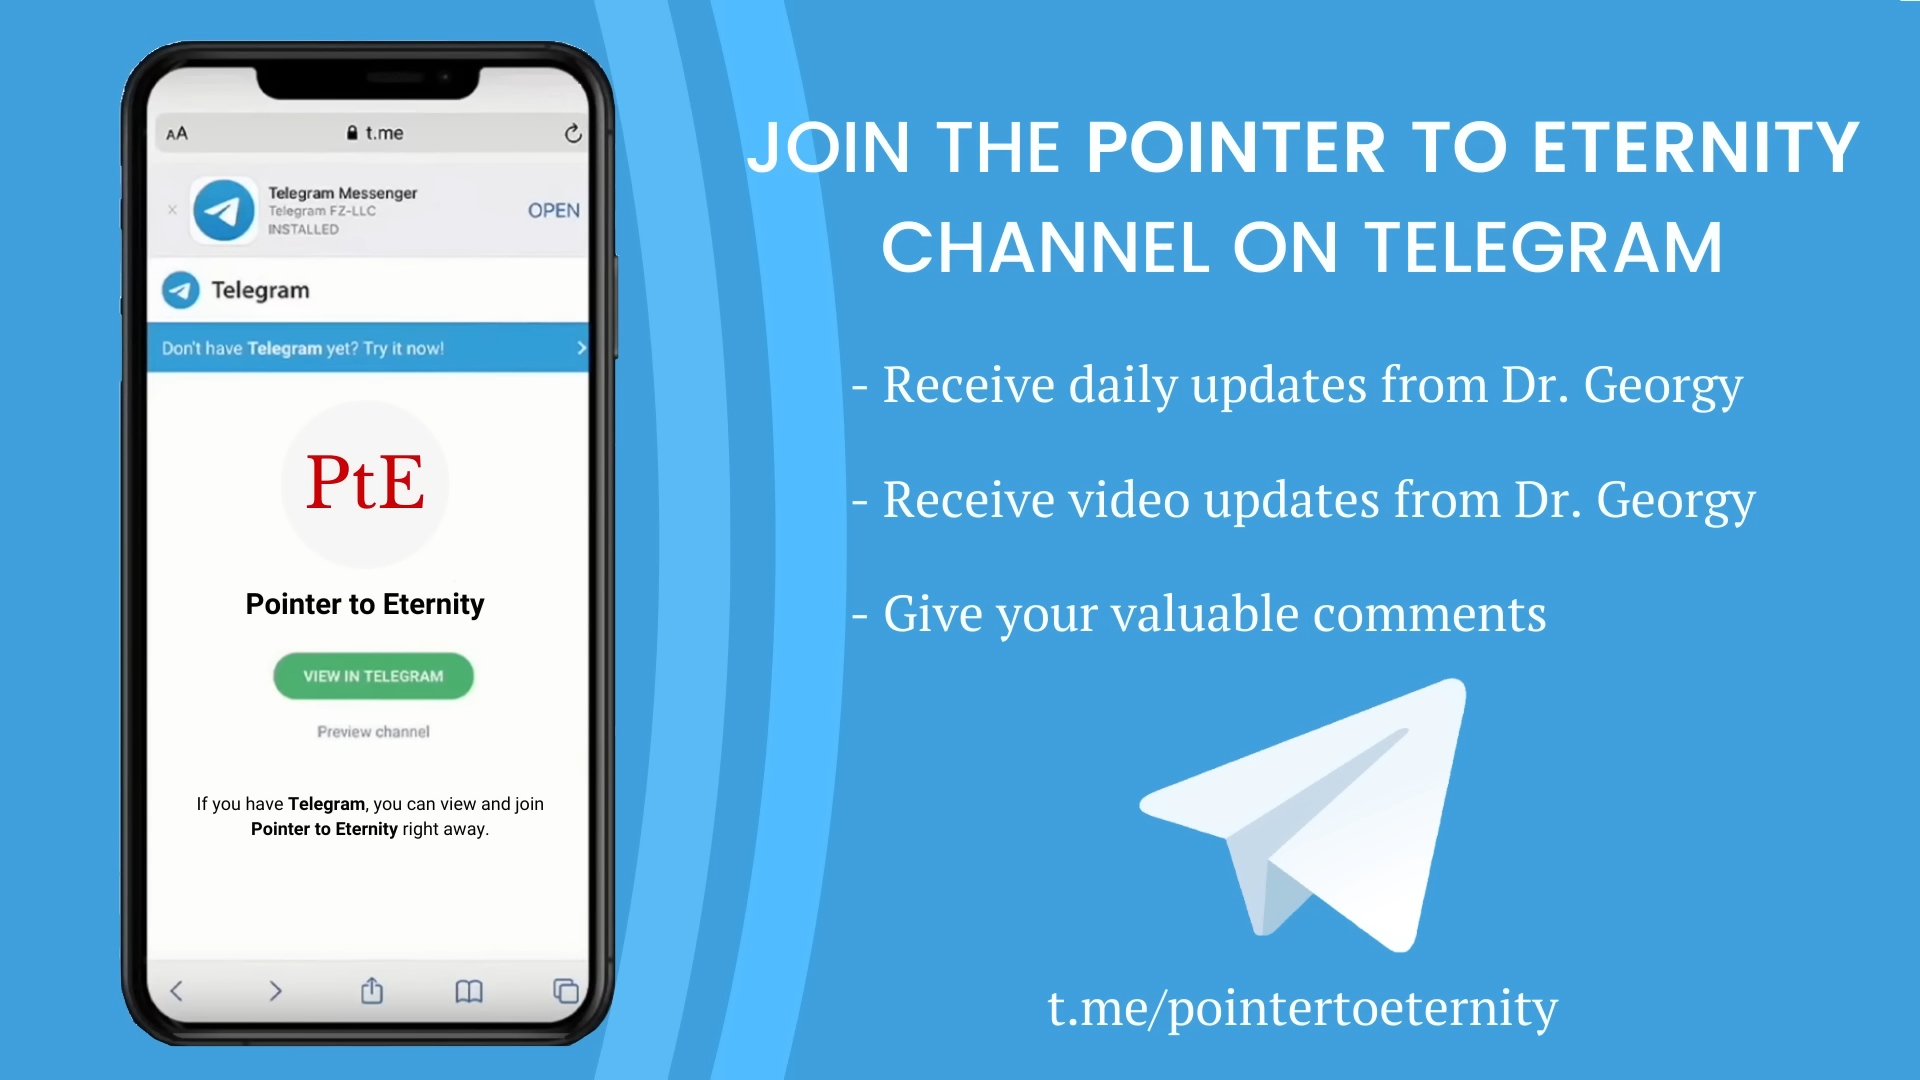 AA
t.me
Telegram Messenger
Telegram FZ-LLC
INSTALLED
OPEN
Telegram
Don't have Telegram yet? Try it now!
PtE
Pointer to Eternity
VIEW IN TELEGRAM
Preview channel
If you have Telegram, you can view and join
Pointer to Eternity right away.
JOIN THE POINTER TO ETERNITY
CHANNEL ON TELEGRAM
- Receive daily updates from Dr. Georgy
- Receive video updates from Dr. Georgy
- Give your valuable comments
t.me/pointertoeternity